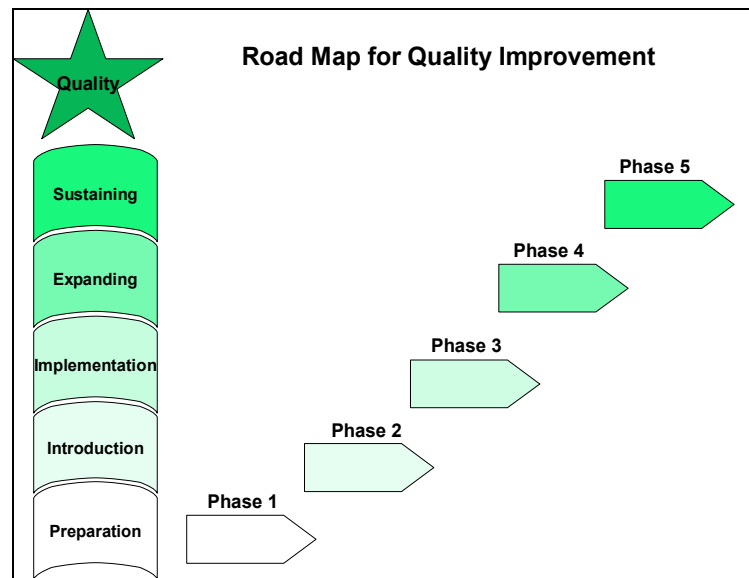 Road Map for Quality Improvement
Quality
Phase 5
Sustaining
Phase 4
Expanding
Phase 3
Implementation
Phase 2
Introduction
Phase 1
Preparation